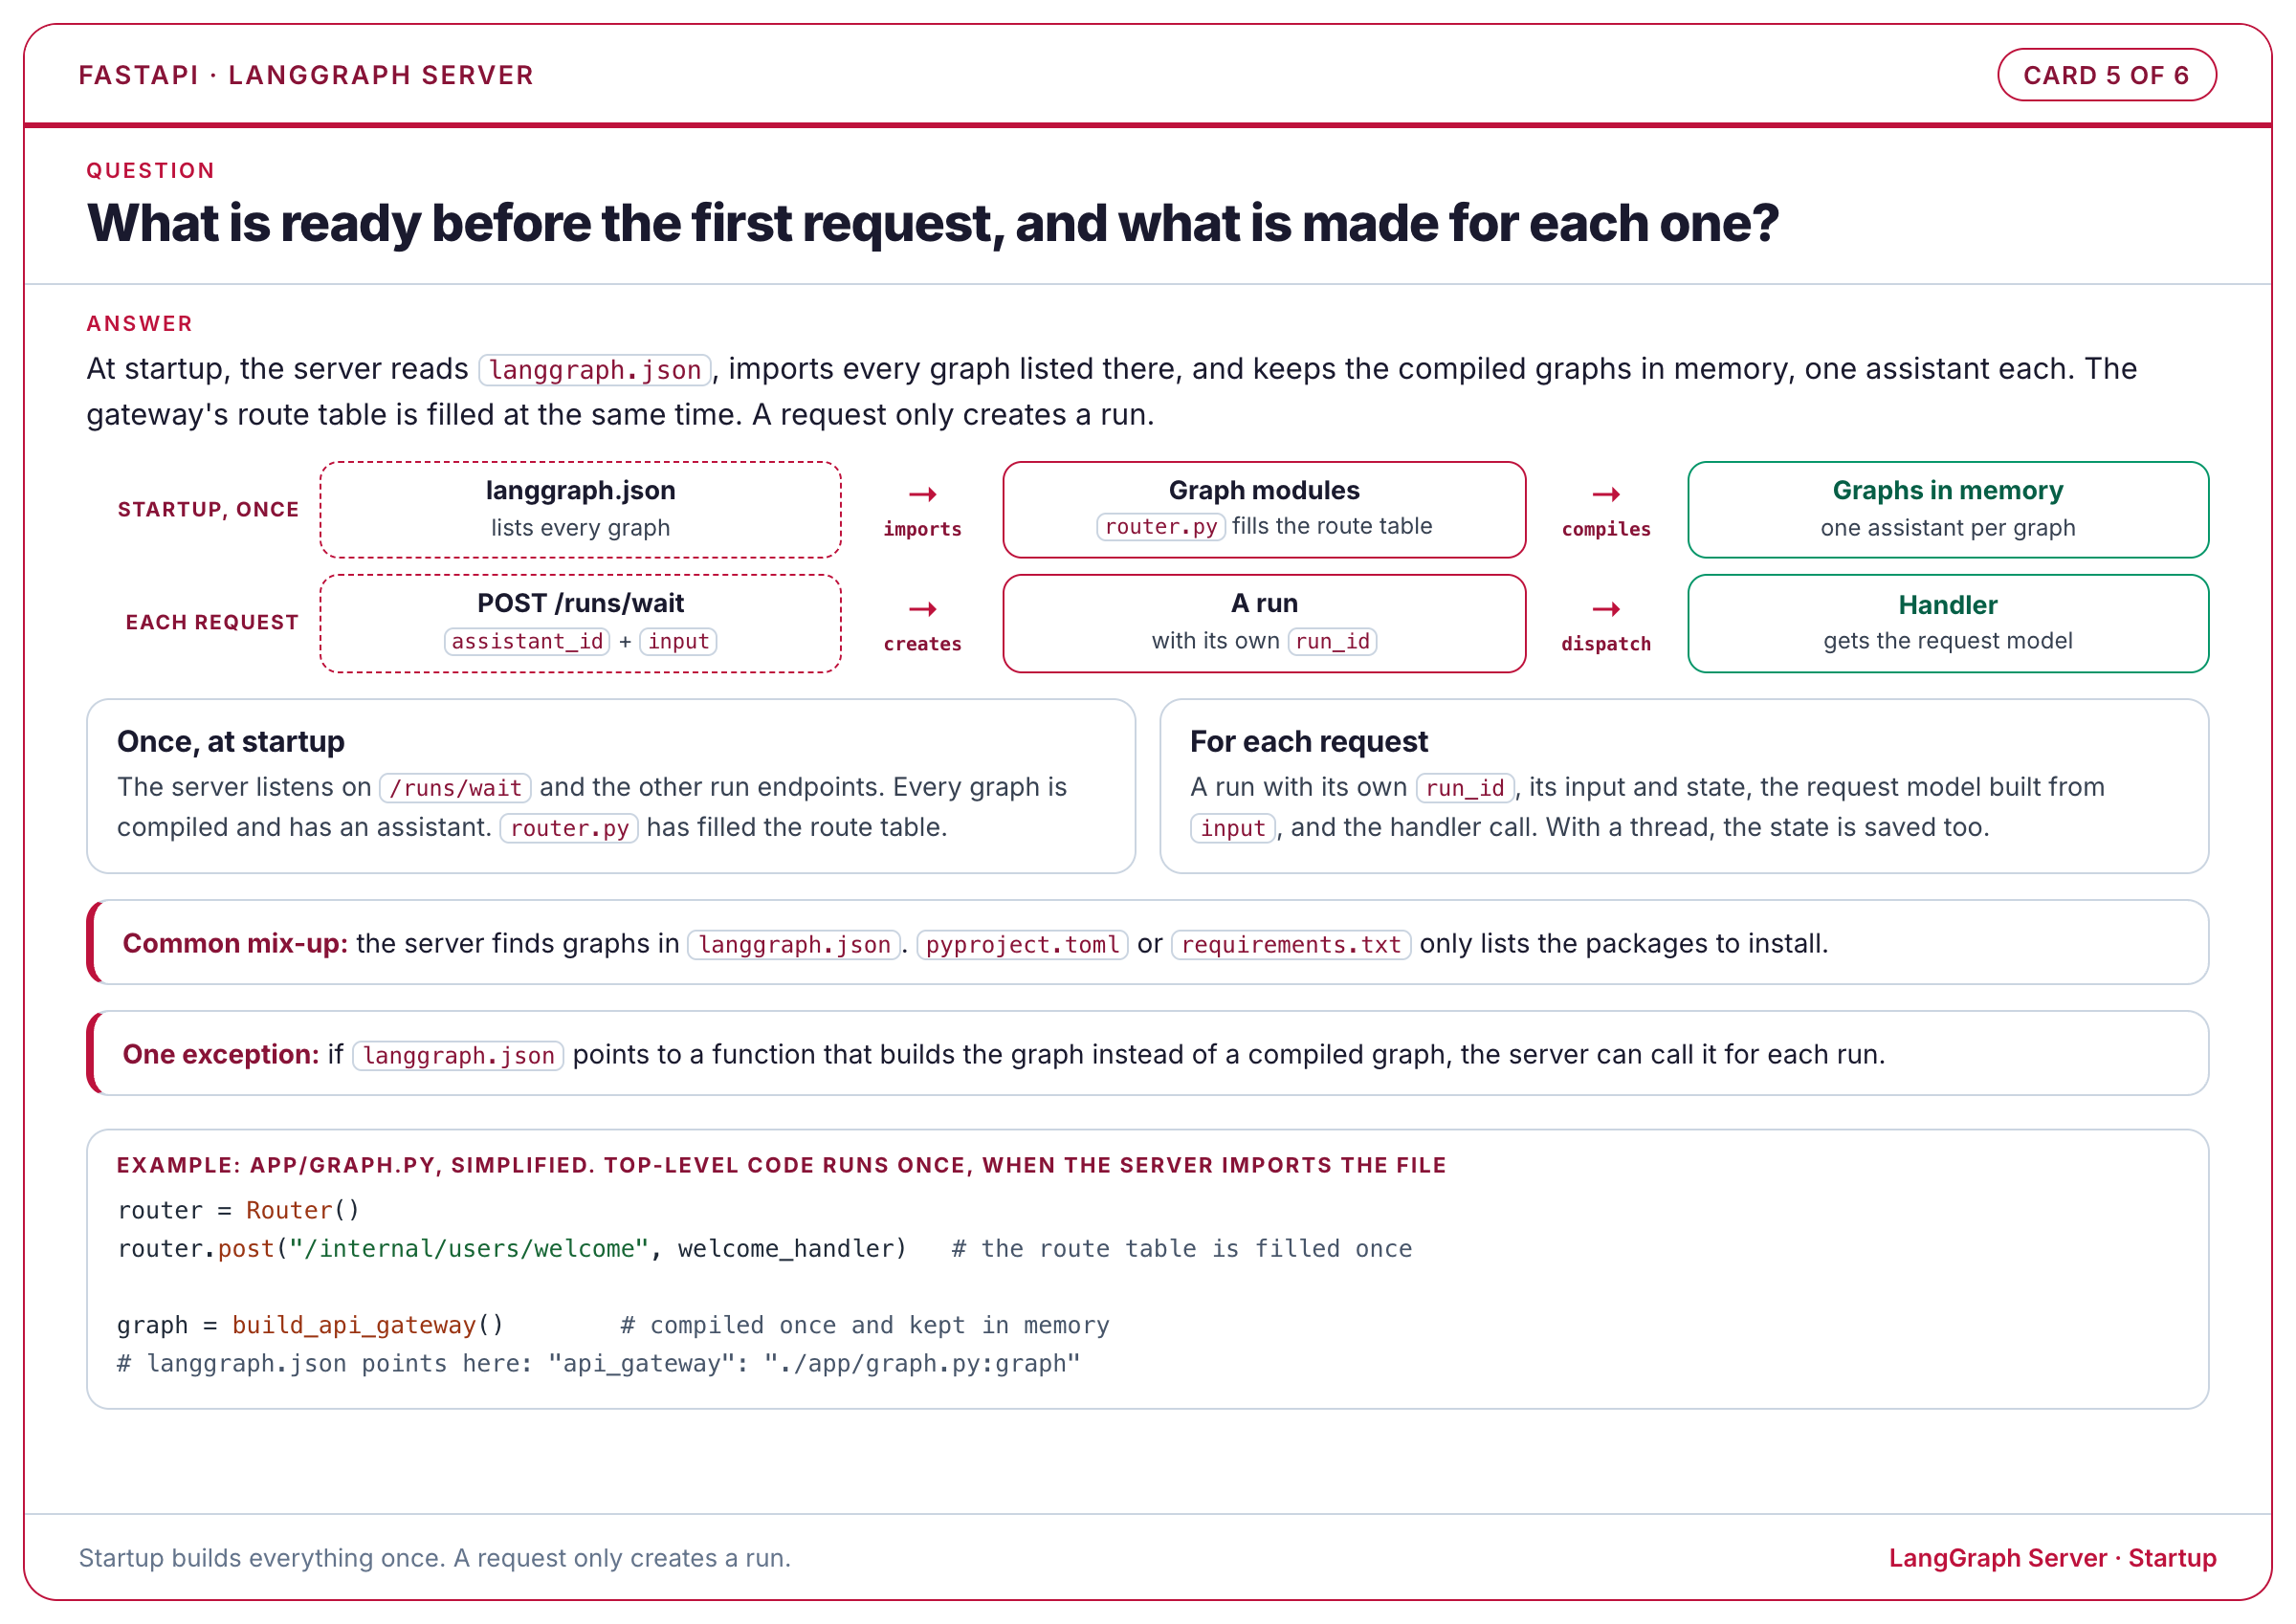 FASTAPI · LANGGRAPH SERVER
CARD 5 OF 6
QUESTION
What is ready before the first request, and what is made for each one?
ANSWER
At startup, the server reads langgraph.json, imports every graph listed there, and keeps the compiled graphs in memory, one assistant each. The
gateway's route table is filled at the same time. A request only creates a run.
STARTUP, ONCE
langgraph.json
lists every graph
→
imports
Graph modules
router.py fills the route table
→
compiles
Graphs in memory
one assistant per graph
EACH REQUEST
POST /runs/wait
assistant_id + input
→
creates
A run
with its own run_id
→
dispatch
Handler
gets the request model
Once, at startup
The server listens on /runs/wait and the other run endpoints. Every graph is
compiled and has an assistant. router.py has filled the route table.
For each request
A run with its own run_id, its input and state, the request model built from
input, and the handler call. With a thread, the state is saved too.
Common mix-up: the server finds graphs in langgraph.json. pyproject.toml or requirements.txt only lists the packages to install.
One exception: if langgraph.json points to a function that builds the graph instead of a compiled graph, the server can call it for each run.
EXAMPLE: APP/GRAPH.PY, SIMPLIFIED. TOP-LEVEL CODE RUNS ONCE, WHEN THE SERVER IMPORTS THE FILE
router = Router()
router.post("/internal/users/welcome", welcome_handler)   # the route table is filled once
graph = build_api_gateway()        # compiled once and kept in memory
# langgraph.json points here: "api_gateway": "./app/graph.py:graph"
Startup builds everything once. A request only creates a run.
LangGraph Server · Startup